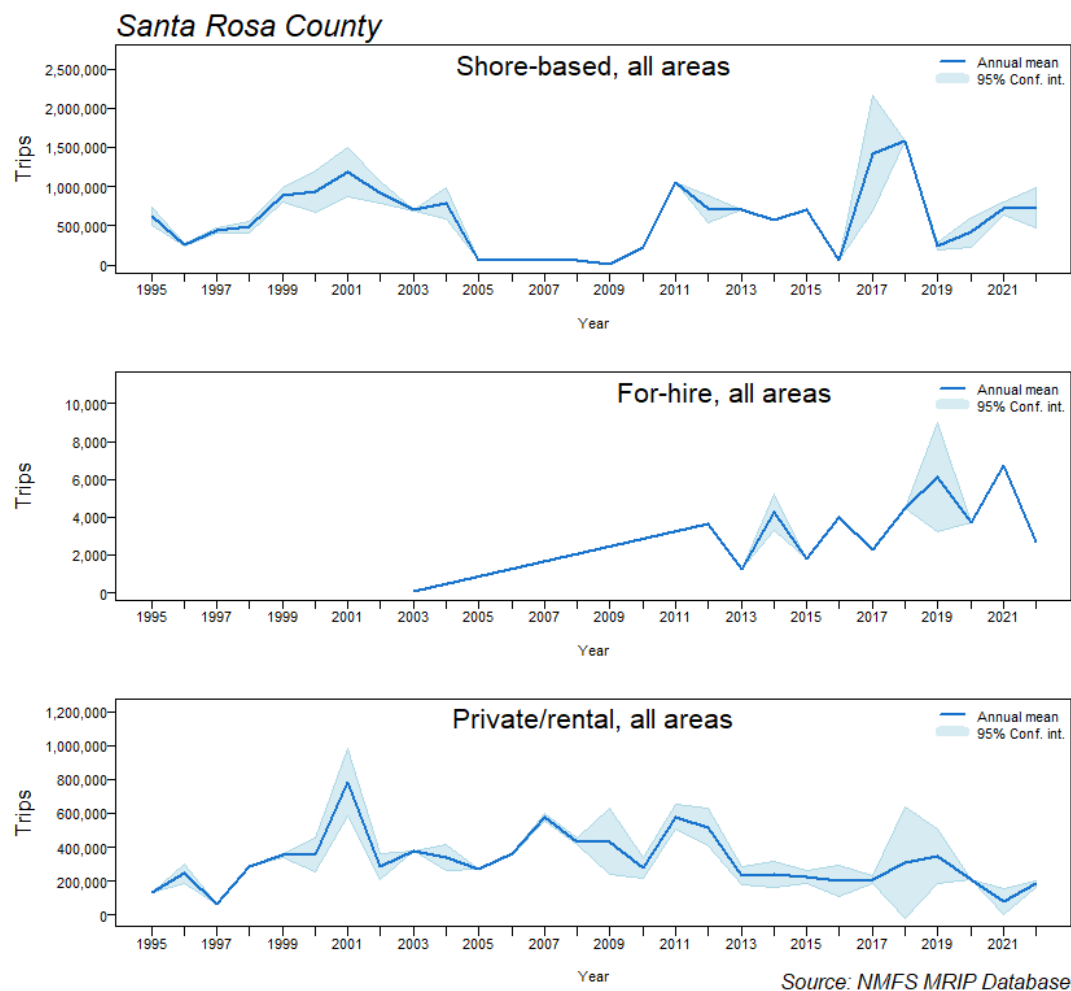 Santa Rosa County
Shore-based, all areas
Annual mean
95% Conf. int.
Trips
2,500,000
2,000,000
1,500,000
1,000,000
500,000
0
1995 1997 1999 2001 2003 2005 2007 2009 2011 2013 2015 2017 2019 2021
Year
For-hire, all areas
Annual mean
95% Conf. int.
Trips
10,000
8,000
6,000
4,000
2,000
0
1995 1997 1999 2001 2003 2005 2007 2009 2011 2013 2015 2017 2019 2021
Year
Private/rental, all areas
Annual mean
95% Conf. int.
Trips
1,200,000
1,000,000
800,000
600,000
400,000
200,000
0
1995 1997 1999 2001 2003 2005 2007 2009 2011 2013 2015 2017 2019 2021
Year
Source: NMFS MRIP Database